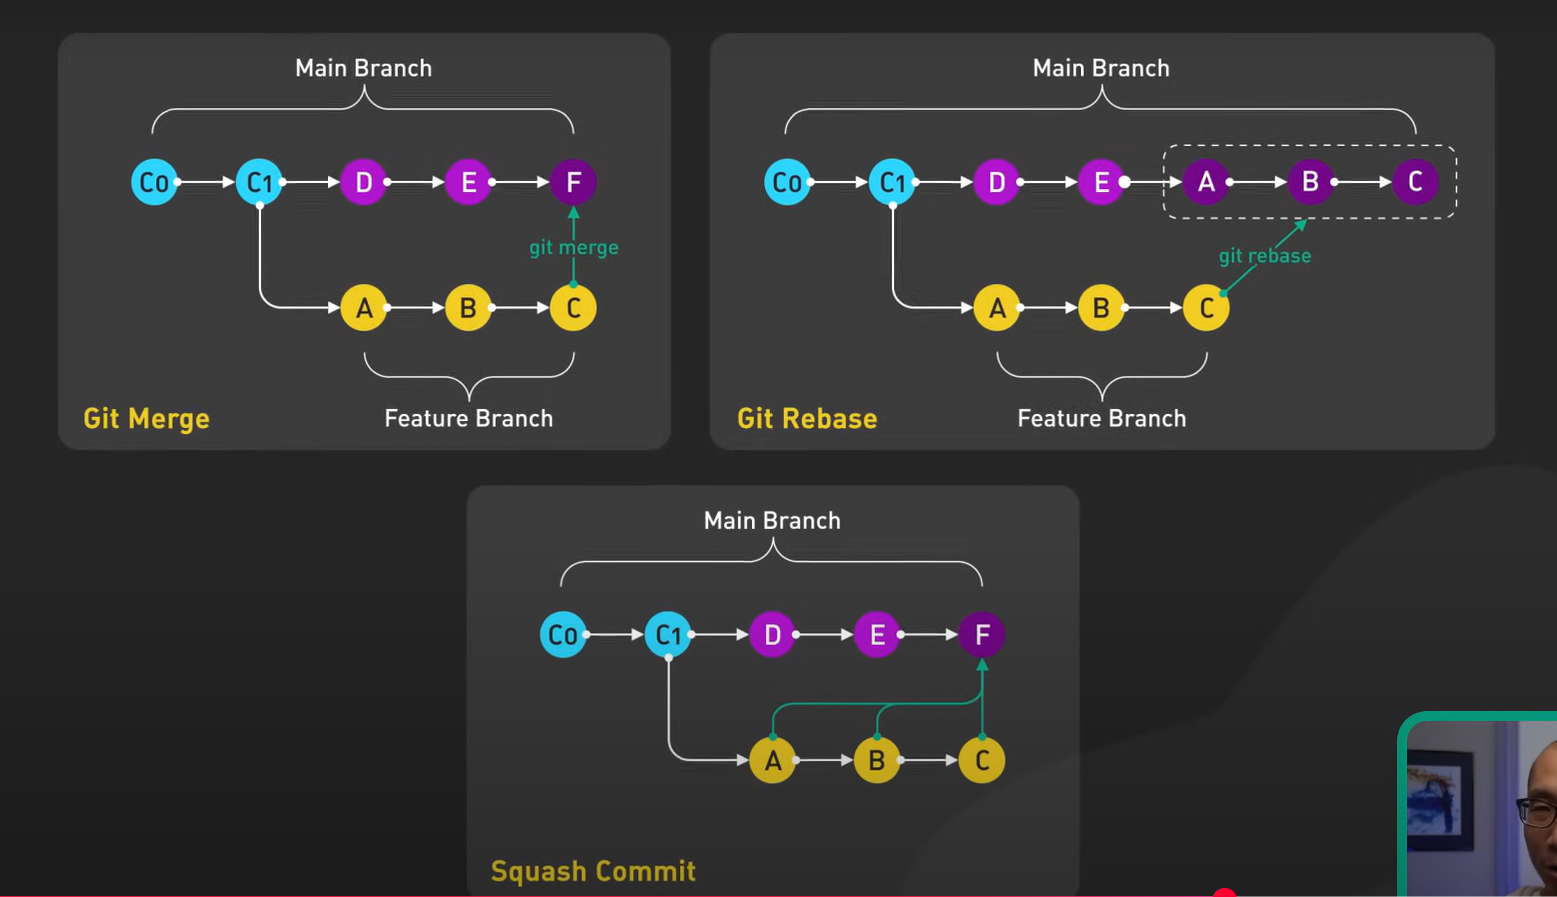 Main Branch
C0 C1 D E F
git merge
A B C
Feature Branch
Git Merge
Main Branch
C0 C1 D E A B C
git rebase
A B C
Feature Branch
Git Rebase
Main Branch
C0 C1 D E F
A B C
Squash Commit